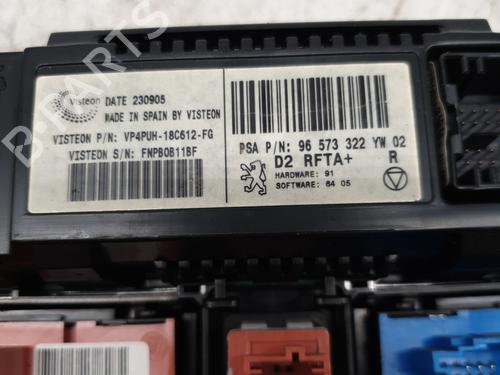 Visteon DATE 230905
MADE IN SPAIN BY VISTEON
VISTEON P/N: VP4PUH-18C612-FG
VISTEON S/N: FNPB0B11BF
PSA P/N: 96 573 322 YW 02
D2 RFTA+ R
HARDWARE: 91
SOFTWARE: 64 05
B-PARTS